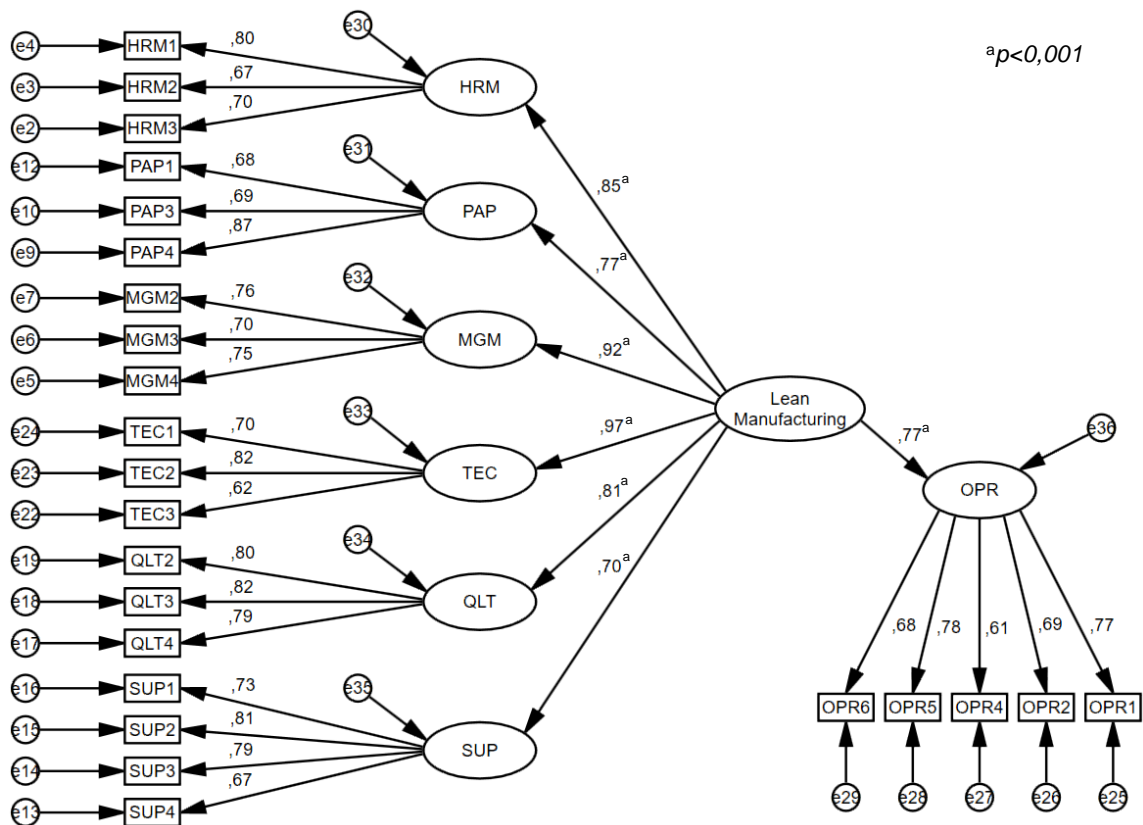 e30
e4 HRM1 ,80
ᵃp<0,001
e3 HRM2 ,67 HRM
e2 HRM3 ,70
e31
e12 PAP1 ,68
,85ᵃ
e10 PAP3 ,69 PAP
e9 PAP4 ,87
,77ᵃ
e32
e7 MGM2 ,76
e6 MGM3 ,70 MGM
,92ᵃ
e5 MGM4 ,75
Lean
Manufacturing
e33
e24 TEC1 ,70
,97ᵃ
,77ᵃ
e36
e23 TEC2 ,82 TEC
OPR
e22 TEC3 ,62
,81ᵃ
e34
e19 QLT2 ,80
,70ᵃ
e18 QLT3 ,82 QLT
e17 QLT4 ,79
,68 ,78 ,61 ,69 ,77
e35
e16 SUP1 ,73
OPR6 OPR5 OPR4 OPR2 OPR1
e15 SUP2 ,81
SUP
e14 SUP3 ,79
e13 SUP4 ,67
e29 e28 e27 e26 e25